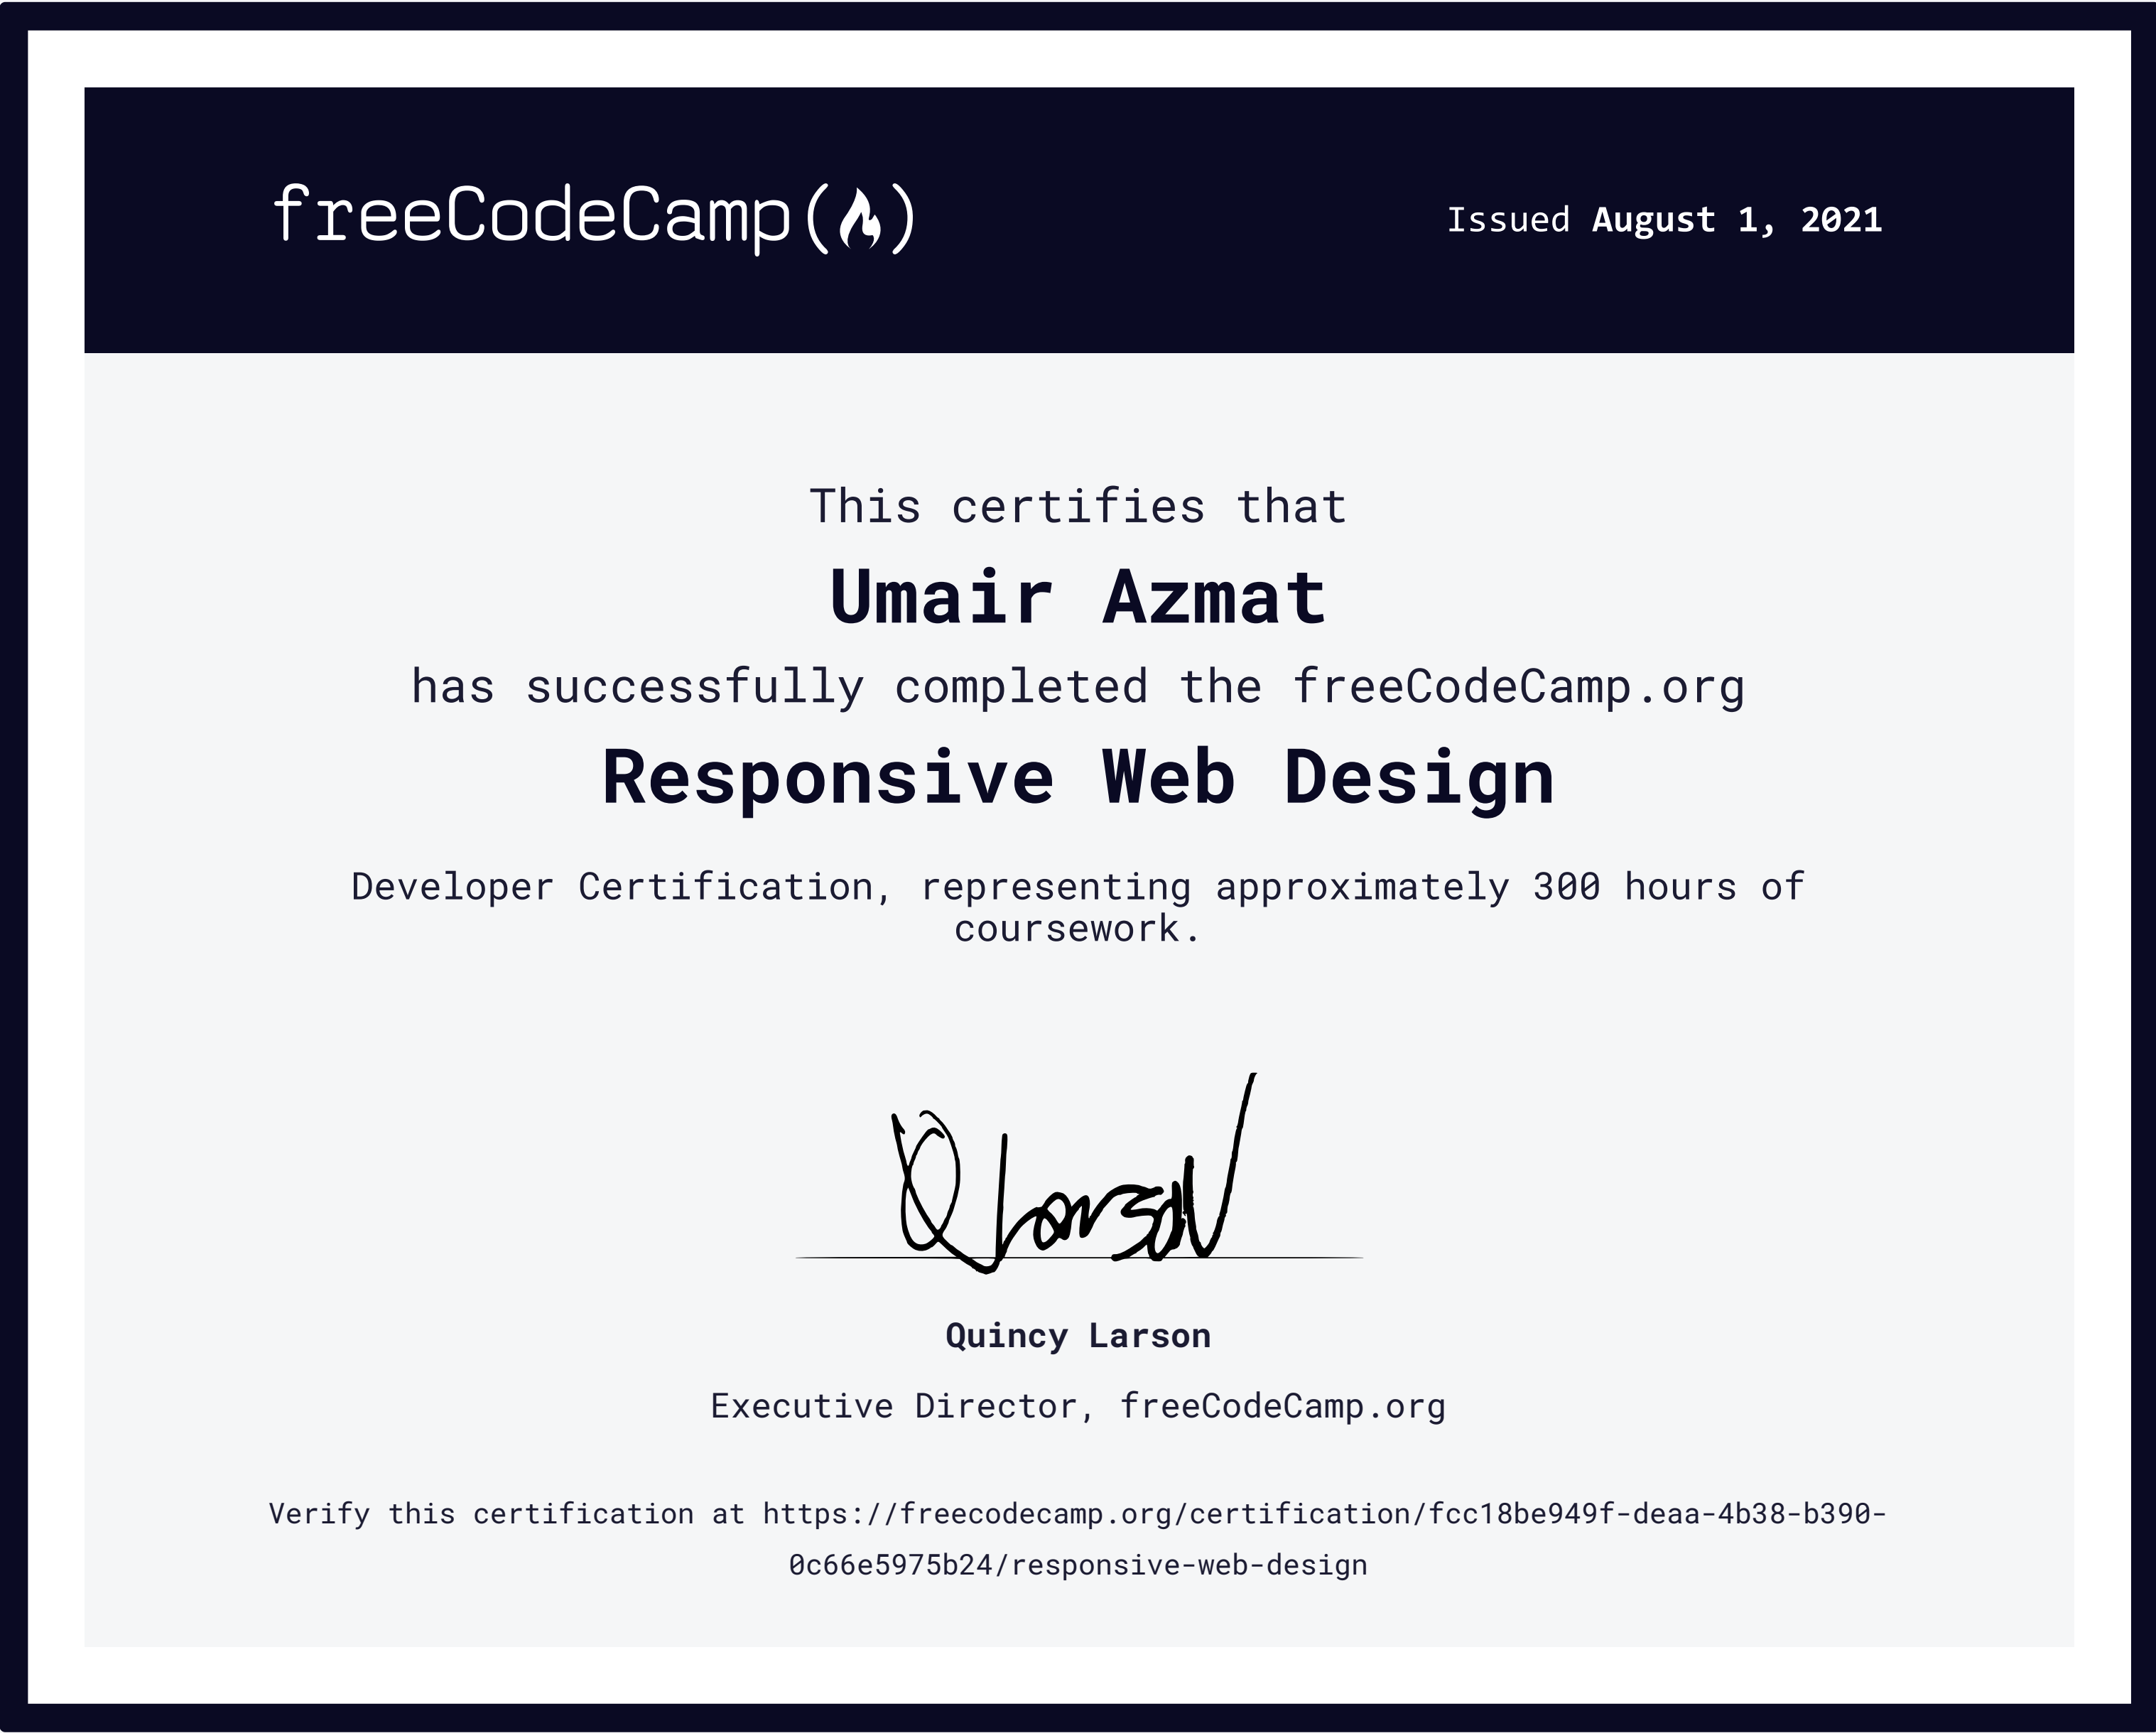 freeCodeCamp(🔥)
Issued August 1, 2021
This certifies that
Umair Azmat
has successfully completed the freeCodeCamp.org
Responsive Web Design
Developer Certification, representing approximately 300 hours of
coursework.
Quincy Larson
Executive Director, freeCodeCamp.org
Verify this certification at https://freecodecamp.org/certification/fcc18be949f-deaa-4b38-b390-
0c66e5975b24/responsive-web-design